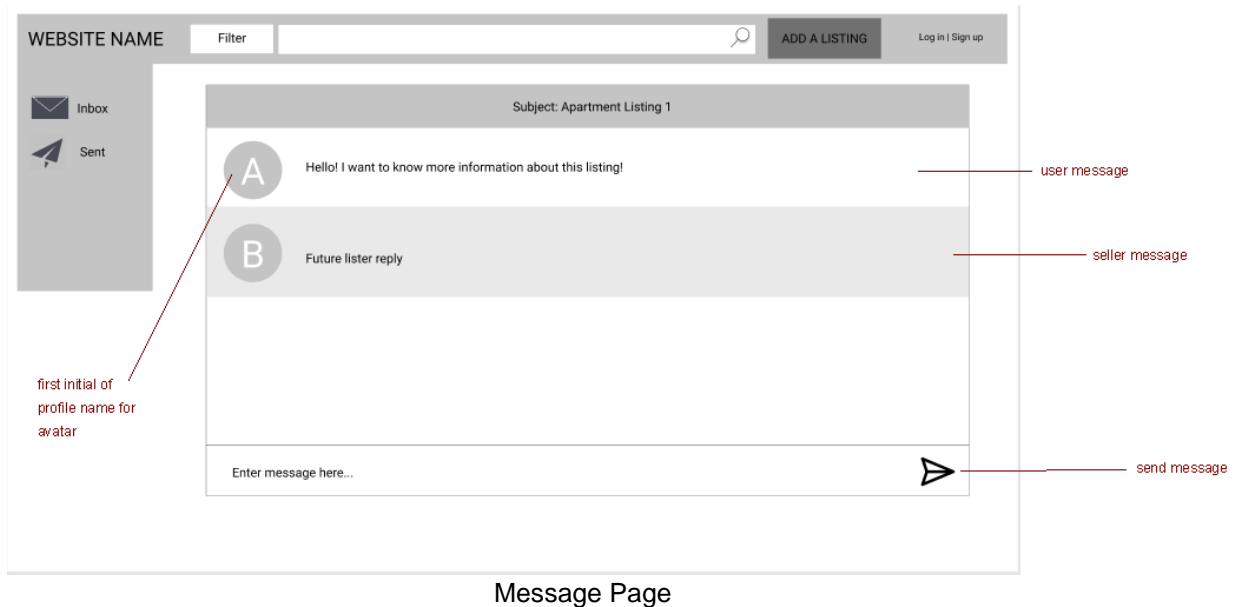 WEBSITE NAME
Filter
ADD A LISTING
Log in | Sign up
Inbox
Sent
Subject: Apartment Listing 1
A
Hello! I want to know more information about this listing!
user message
B
Future lister reply
seller message
first initial of
profile name for
avatar
Enter message here...
send message
Message Page